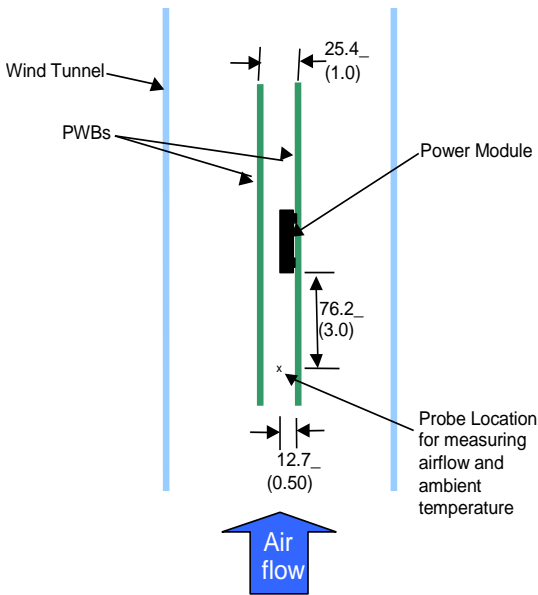 25.4_
(1.0)
Wind Tunnel
PWBs
Power Module
76.2_
(3.0)
x
Probe Location
for measuring
airflow and
ambient
temperature
12.7_
(0.50)
Air
flow